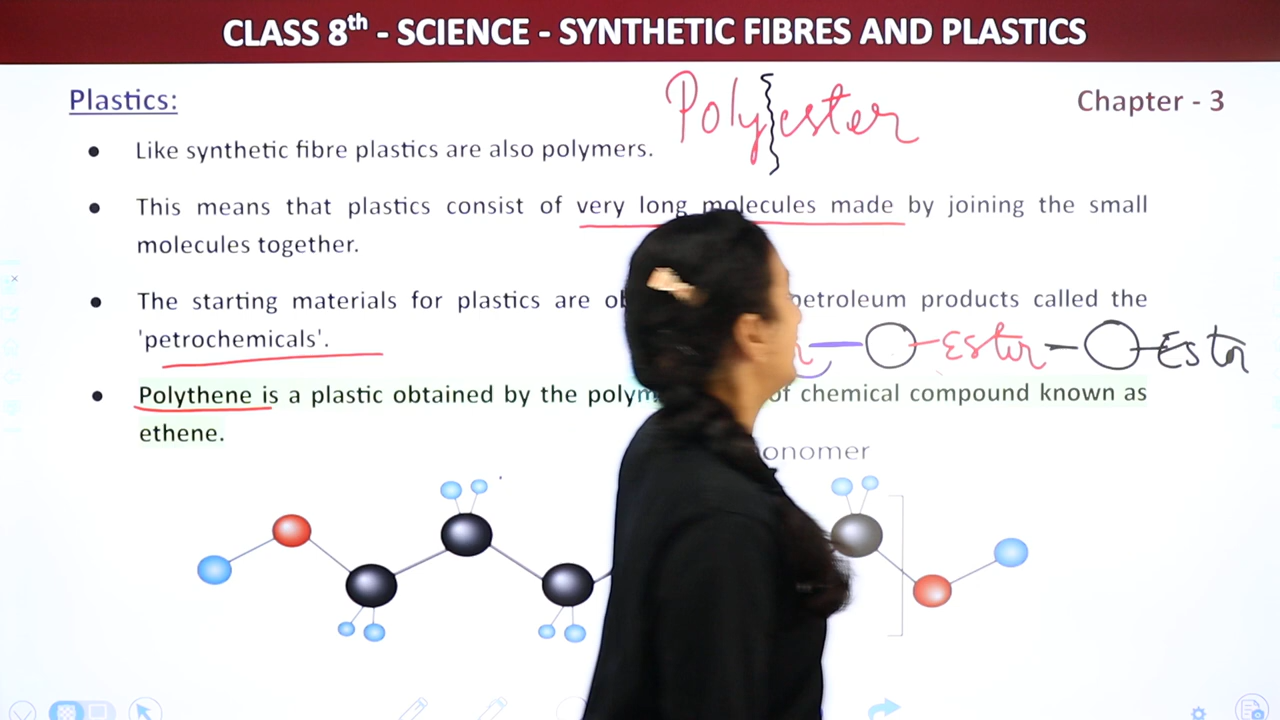 CLASS 8th - SCIENCE - SYNTHETIC FIBRES AND PLASTICS
Plastics:
Polyester
Chapter - 3
Like synthetic fibre plastics are also polymers.
This means that plastics consist of very long molecules made by joining the small
molecules together.
The starting materials for plastics are petroleum products called the
'petrochemicals'.
Ester Ester
Polythene is a plastic obtained by the of chemical compound known as
ethene.